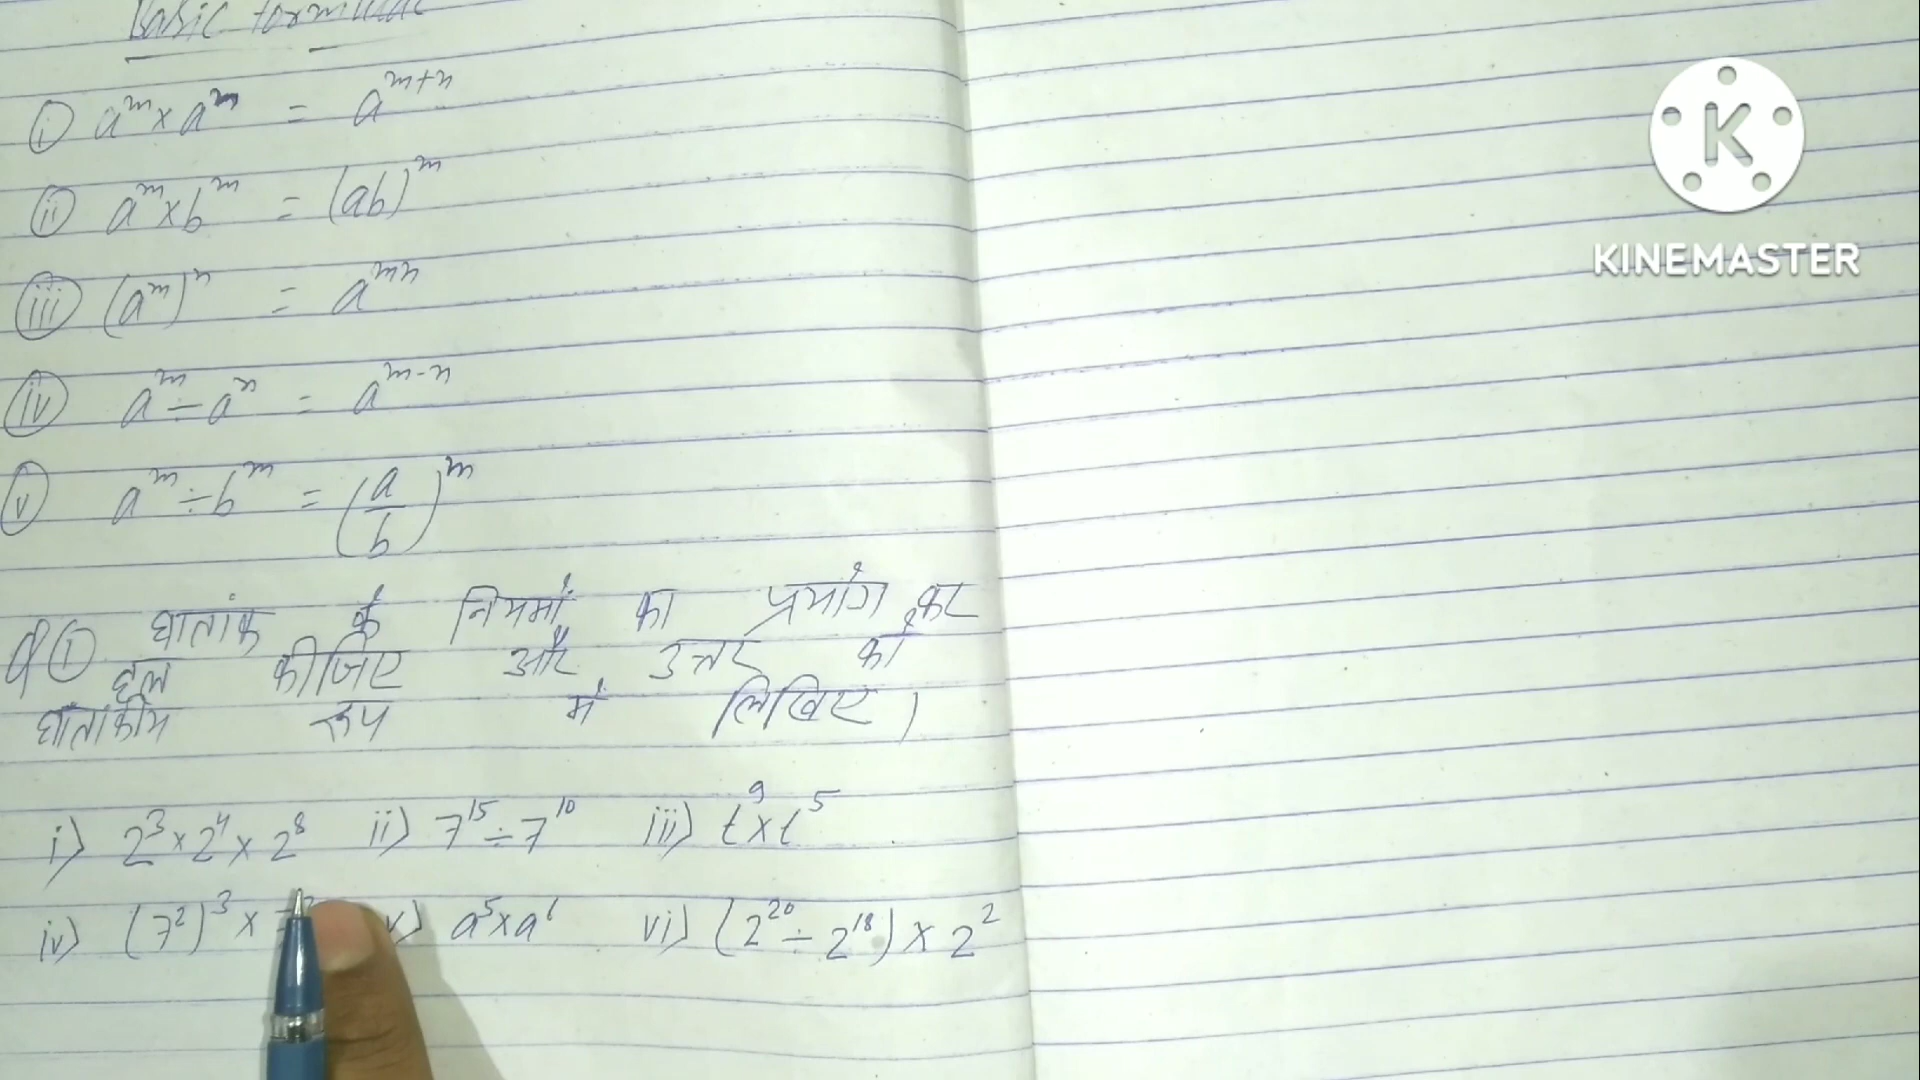 Basic formulae
i) a^m × a^m = a^{m+n}
ii) a^m × b^m = (ab)^m
iii) (a^m)^n = a^{mn}
iv) a^m ÷ a^n = a^{m-n}
v) a^m ÷ b^m = (a/b)^m
Q① घातांक के नियमों का प्रयोग कर
हल कीजिए और उत्तर को
घातांकीय रूप में लिखिए।
i) 2^3 × 2^4 × 2^8 ii) 7^15 ÷ 7^10 iii) t^9 × t^5
iv) (7^2)^3 × v) a^5 × a^6 vi) (2^20 ÷ 2^18) × 2^2
K
KINEMASTER